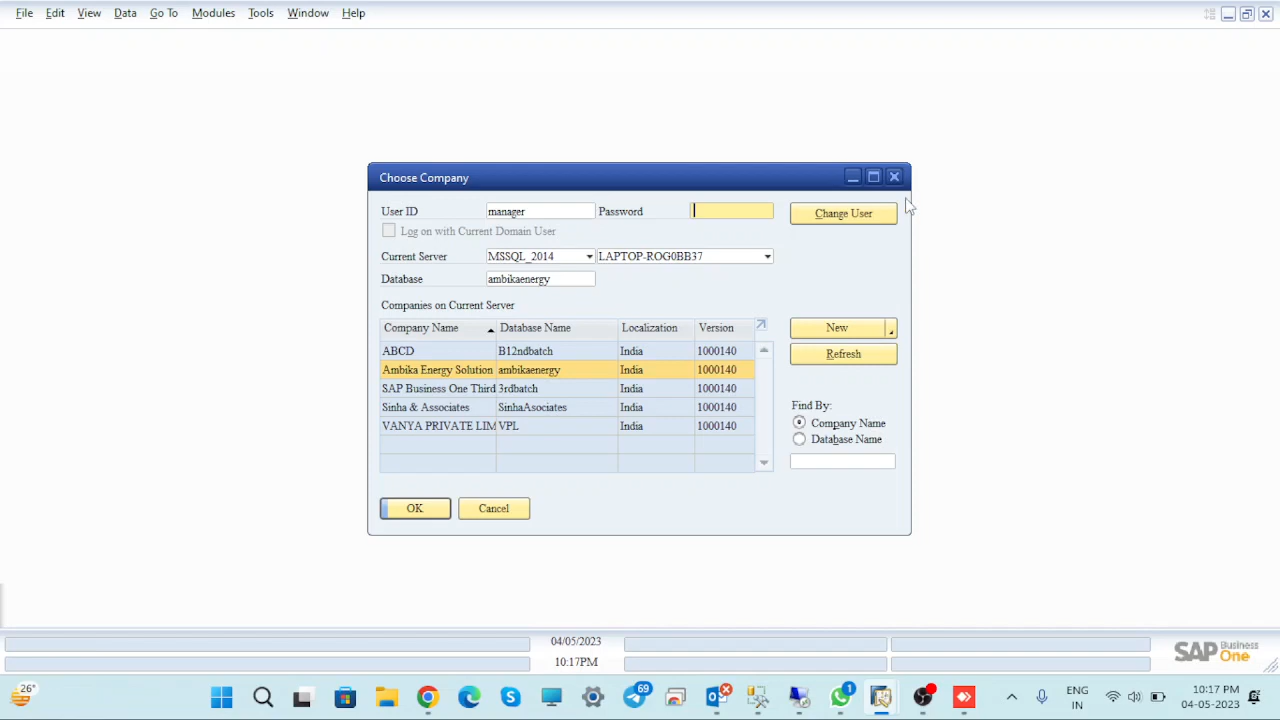 File Edit View Data Go To Modules Tools Window Help
Choose Company
User ID manager Password Change User
Log on with Current Domain User
Current Server MSSQL_2014 LAPTOP-ROG0BB37
Database ambikaenergy
Companies on Current Server
Company Name Database Name Localization Version New
ABCD B12ndbatch India 1000140 Refresh
Ambika Energy Solution ambikaenergy India 1000140
SAP Business One Third 3rdbatch India 1000140
Sinha & Associates SinhaAsociates India 1000140
VANYA PRIVATE LIM VPL India 1000140
Find By:
Company Name
Database Name
OK Cancel
04/05/2023
10:17PM
SAP Business One
26°
69
1
ENG
IN
10:17 PM
04-05-2023